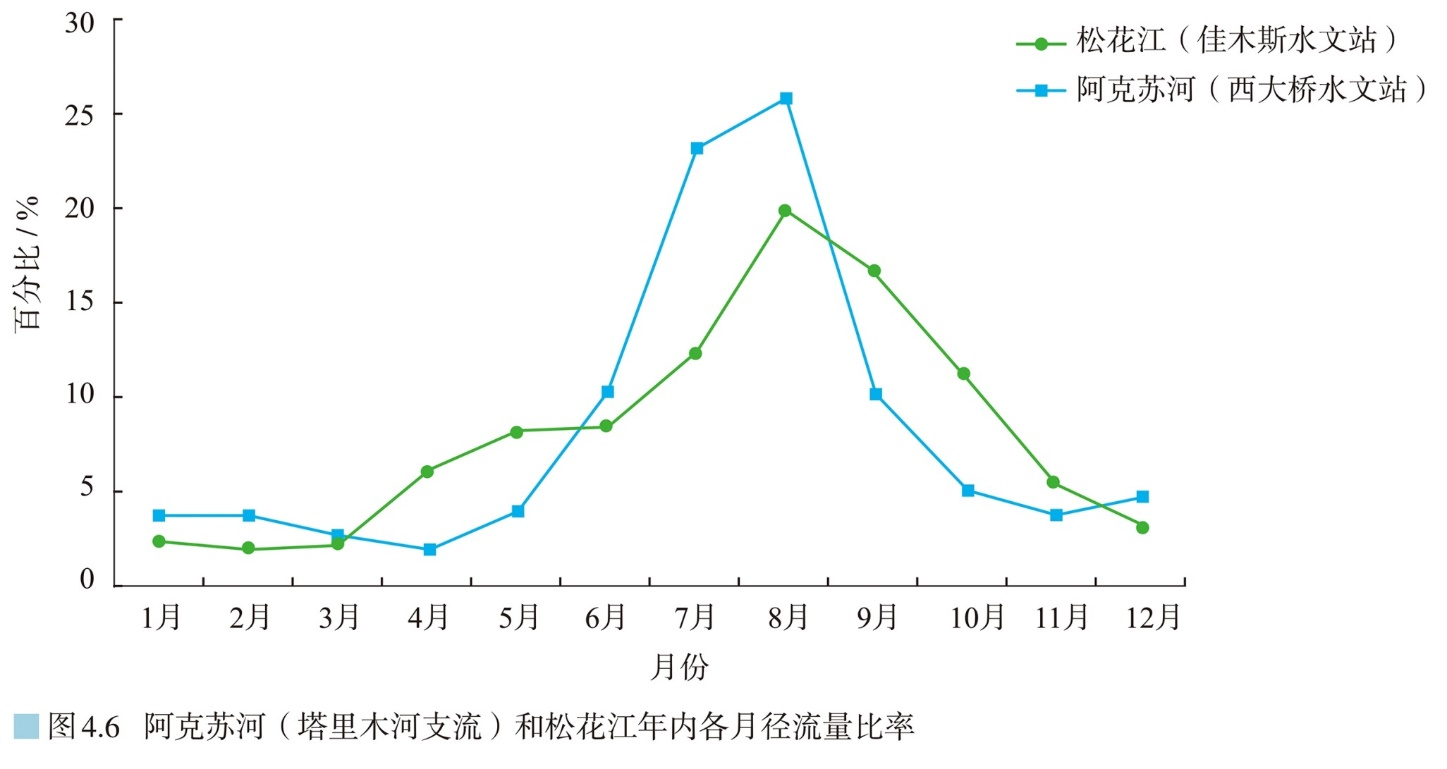 30
25
20
15
10
5
0
百分比/%
松花江（佳木斯水文站）
阿克苏河（西大桥水文站）
1月 2月 3月 4月 5月 6月 7月 8月 9月 10月 11月 12月
月份
图4.6 阿克苏河（塔里木河支流）和松花江年内各月径流量比率